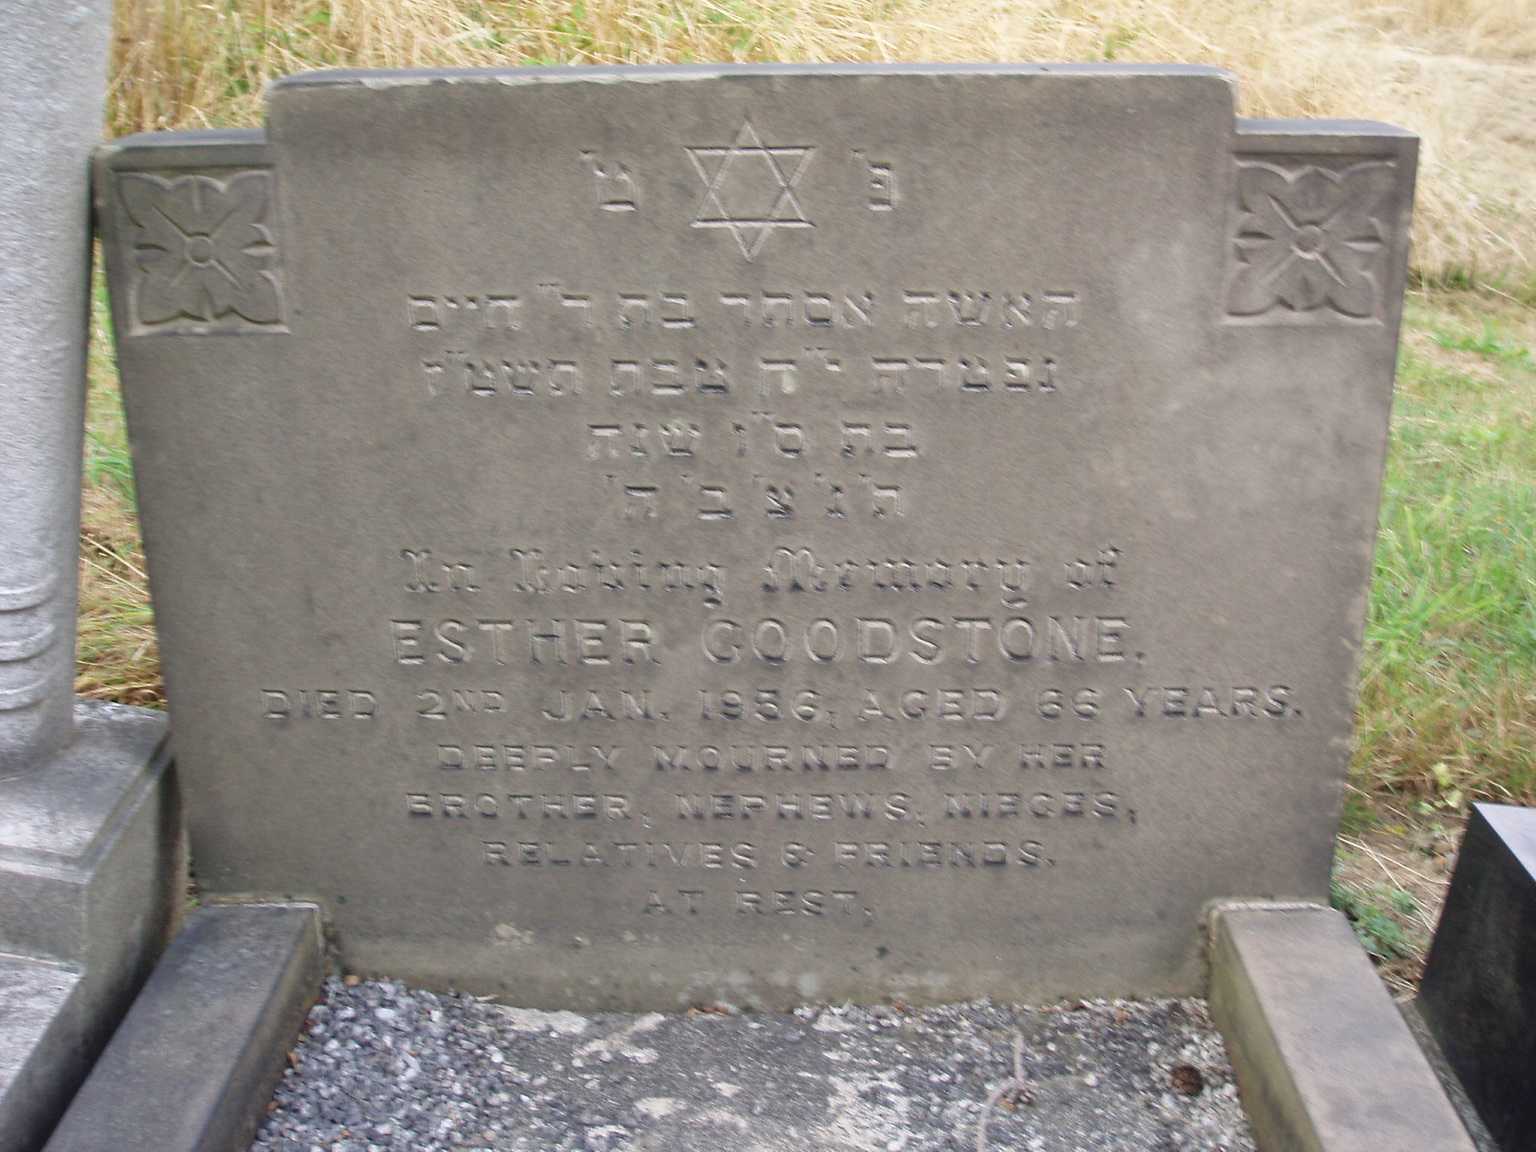 פ' ט'
האשה אסתר בת ר" חיים
נפטרה י"ח טבת תשט"ז
בת ס"ו שנה
ת'נ'צ'ב'ה'
In Loving Memory of
ESTHER GOODSTONE.
DIED 2ND JAN. 1956, AGED 66 YEARS.
DEEPLY MOURNED BY HER
BROTHER, NEPHEWS, NIECES,
RELATIVES & FRIENDS.
AT REST.